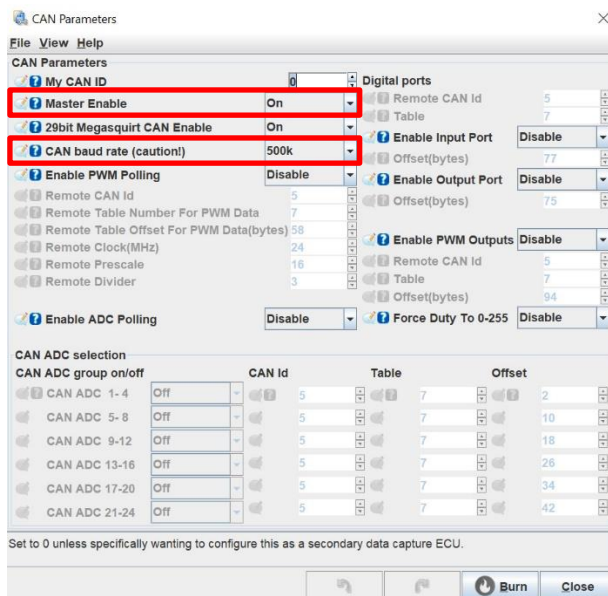 CAN Parameters
File View Help
CAN Parameters
My CAN ID 0
Master Enable On
29bit Megasquirt CAN Enable On
CAN baud rate (caution!) 500k
Enable PWM Polling Disable
Remote CAN Id 5
Remote Table Number For PWM Data 7
Remote Table Offset For PWM Data(bytes) 58
Remote Clock(MHz) 24
Remote Prescale 16
Remote Divider 3
Enable ADC Polling Disable
Digital ports
Remote CAN Id 5
Table 7
Enable Input Port Disable
Offset(bytes) 77
Enable Output Port Disable
Offset(bytes) 75
Enable PWM Outputs Disable
Remote CAN Id 5
Table 7
Offset(bytes) 94
Force Duty To 0-255 Disable
CAN ADC selection
CAN ADC group on/off CAN Id Table Offset
CAN ADC 1- 4 Off 5 7 2
CAN ADC 5- 8 Off 5 7 10
CAN ADC 9-12 Off 5 7 18
CAN ADC 13-16 Off 5 7 26
CAN ADC 17-20 Off 5 7 34
CAN ADC 21-24 Off 5 7 42
Set to 0 unless specifically wanting to configure this as a secondary data capture ECU.
Burn Close